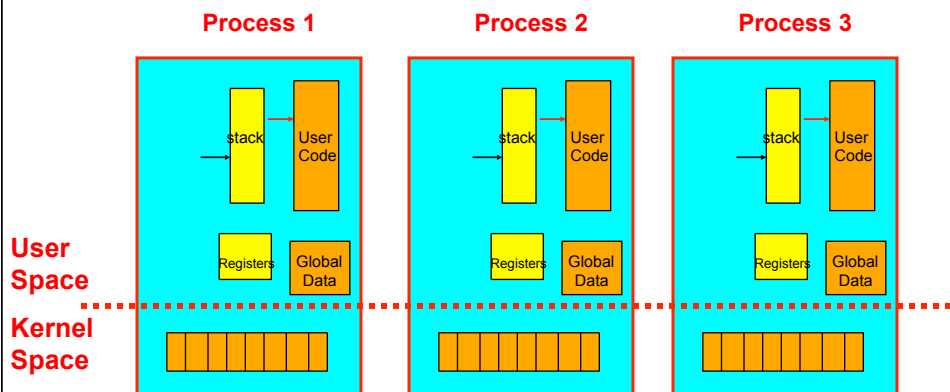 Process 1
Process 2
Process 3
stack
User
Code
stack
User
Code
stack
User
Code
User
Space
Registers
Global
Data
Registers
Global
Data
Registers
Global
Data
Kernel
Space